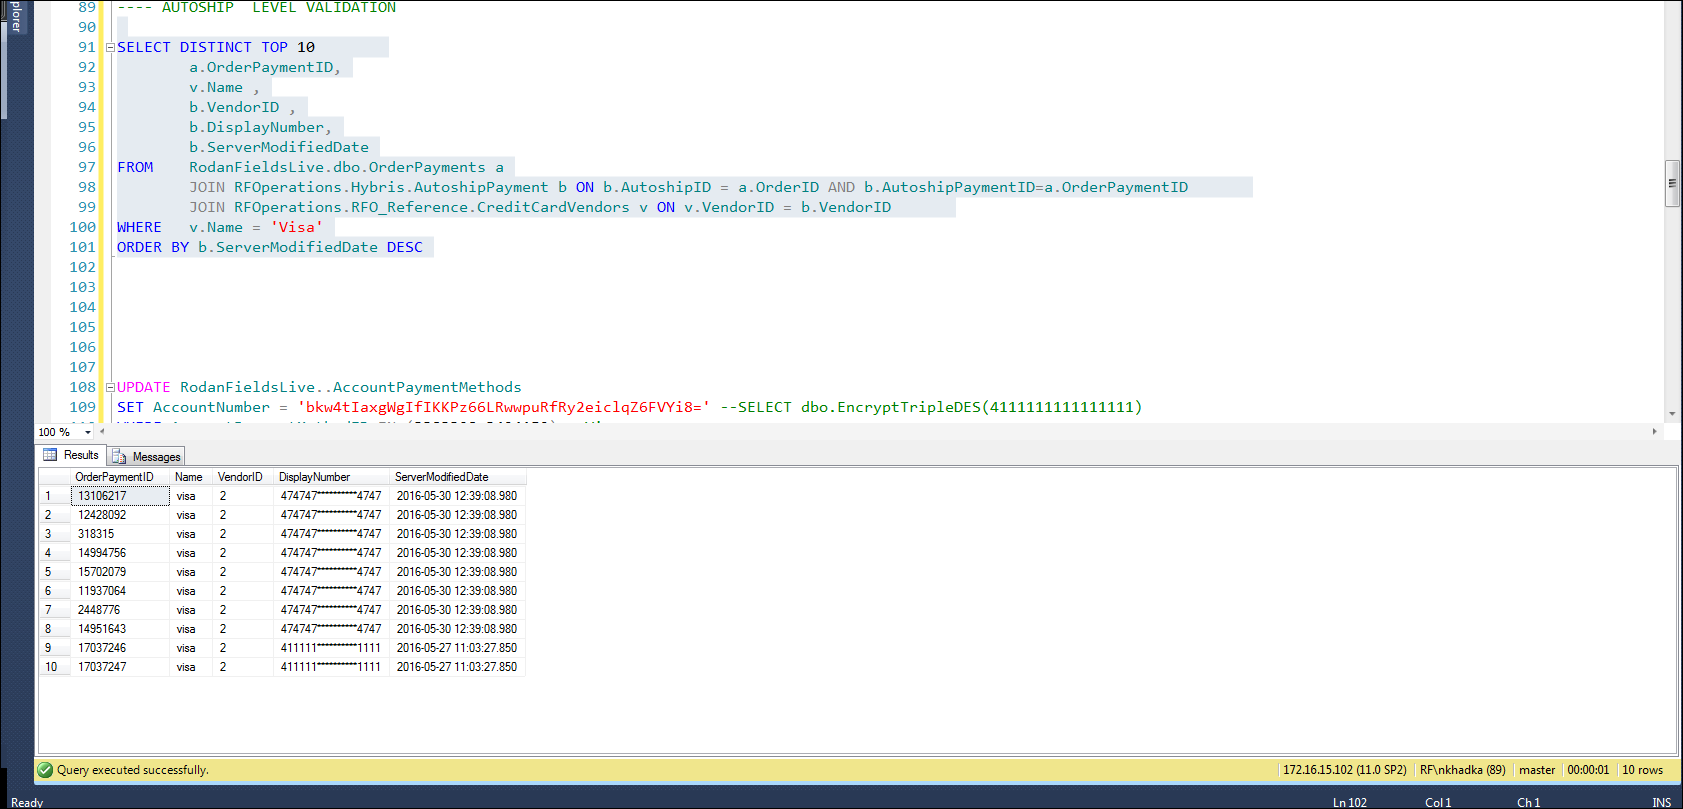 plorer
89 ---- AUTOSHIP  LEVEL VALIDATION
90
91 SELECT DISTINCT TOP 10
92 a.OrderPaymentID,
93 v.Name ,
94 b.VendorID ,
95 b.DisplayNumber,
96 b.ServerModifiedDate
97 FROM RodanFieldsLive.dbo.OrderPayments a
98 JOIN RFOperations.Hybris.AutoshipPayment b ON b.AutoshipID = a.OrderID AND b.AutoshipPaymentID=a.OrderPaymentID
99 JOIN RFOperations.RFO_Reference.CreditCardVendors v ON v.VendorID = b.VendorID
100 WHERE v.Name = 'Visa'
101 ORDER BY b.ServerModifiedDate DESC
102
103
104
105
106
107
108 UPDATE RodanFieldsLive..AccountPaymentMethods
109 SET AccountNumber = 'bkw4tIaxgWgIfIKKPz66LRwwpuRfRy2eiclqZ6FVYi8=' --SELECT dbo.EncryptTripleDES(4111111111111111)
100 %
Results Messages
OrderPaymentID Name VendorID DisplayNumber ServerModifiedDate
1 13106217 visa 2 474747**********4747 2016-05-30 12:39:08.980
2 12428092 visa 2 474747**********4747 2016-05-30 12:39:08.980
3 318315 visa 2 474747**********4747 2016-05-30 12:39:08.980
4 14994756 visa 2 474747**********4747 2016-05-30 12:39:08.980
5 15702079 visa 2 474747**********4747 2016-05-30 12:39:08.980
6 11937064 visa 2 474747**********4747 2016-05-30 12:39:08.980
7 2448776 visa 2 474747**********4747 2016-05-30 12:39:08.980
8 14951643 visa 2 474747**********4747 2016-05-30 12:39:08.980
9 17037246 visa 2 411111**********1111 2016-05-27 11:03:27.850
10 17037247 visa 2 411111**********1111 2016-05-27 11:03:27.850
Query executed successfully. 172.16.15.102 (11.0 SP2) RF\nkhadka (89) master 00:00:01 10 rows
Ready Ln 102 Col 1 Ch 1 INS